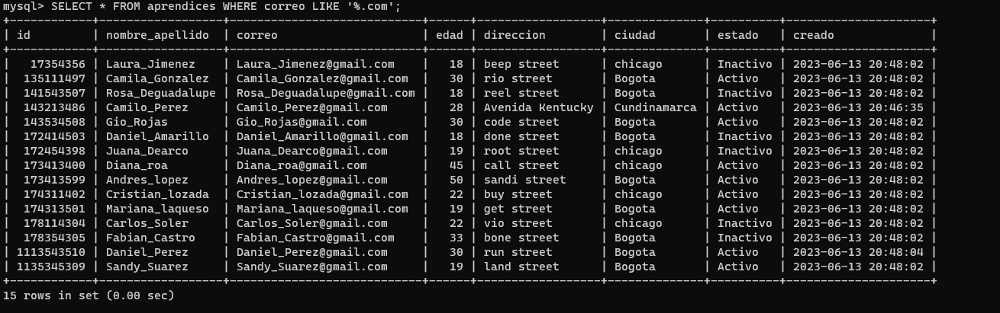 mysql> SELECT * FROM aprendices WHERE correo LIKE '%.com';
+------------+------------------+----------------------------+------+------------------+--------------+----------+---------------------+
| id         | nombre_apellido  | correo                     | edad | direccion        | ciudad       | estado   | creado              |
+------------+------------------+----------------------------+------+------------------+--------------+----------+---------------------+
|   17354356 | Laura_Jimenez    | Laura_Jimenez@gmail.com    |   18 | beep street      | chicago      | Inactivo | 2023-06-13 20:48:02 |
|  135111497 | Camila_Gonzalez  | Camila_Gonzalez@gmail.com  |   30 | rio street       | Bogota       | Activo   | 2023-06-13 20:48:02 |
|  141543507 | Rosa_Deguadalupe | Rosa_Deguadalupe@gmail.com |   18 | reel street      | Bogota       | Inactivo | 2023-06-13 20:48:02 |
|  143213486 | Camilo_Perez     | Camilo_Perez@gmail.com     |   28 | Avenida Kentucky | Cundinamarca | Activo   | 2023-06-13 20:46:35 |
|  143534508 | Gio_Rojas        | Gio_Rojas@gmail.com        |   30 | code street      | Bogota       | Activo   | 2023-06-13 20:48:02 |
|  172414503 | Daniel_Amarillo  | Daniel_Amarillo@gmail.com  |   18 | done street      | Bogota       | Inactivo | 2023-06-13 20:48:02 |
|  172454398 | Juana_Dearco     | Juana_Dearco@gmail.com     |   19 | root street      | chicago      | Inactivo | 2023-06-13 20:48:02 |
|  173413400 | Diana_roa        | Diana_roa@gmail.com        |   45 | call street      | chicago      | Activo   | 2023-06-13 20:48:02 |
|  173413599 | Andres_lopez     | Andres_lopez@gmail.com     |   50 | sandi street     | Bogota       | Activo   | 2023-06-13 20:48:02 |
|  174311402 | Cristian_lozada  | Cristian_lozada@gmail.com  |   22 | buy street       | chicago      | Activo   | 2023-06-13 20:48:02 |
|  174313501 | Mariana_laqueso  | Mariana_laqueso@gmail.com  |   19 | get street       | Bogota       | Activo   | 2023-06-13 20:48:02 |
|  178114304 | Carlos_Soler     | Carlos_Soler@gmail.com     |   22 | vio street       | chicago      | Inactivo | 2023-06-13 20:48:02 |
|  178354305 | Fabian_Castro    | Fabian_Castro@gmail.com    |   33 | bone street      | Bogota       | Inactivo | 2023-06-13 20:48:02 |
| 1113543510 | Daniel_Perez     | Daniel_Perez@gmail.com     |   30 | run street       | Bogota       | Activo   | 2023-06-13 20:48:04 |
| 1135345309 | Sandy_Suarez     | Sandy_Suarez@gmail.com     |   19 | land street      | Bogota       | Activo   | 2023-06-13 20:48:02 |
+------------+------------------+----------------------------+------+------------------+--------------+----------+---------------------+
15 rows in set (0.00 sec)